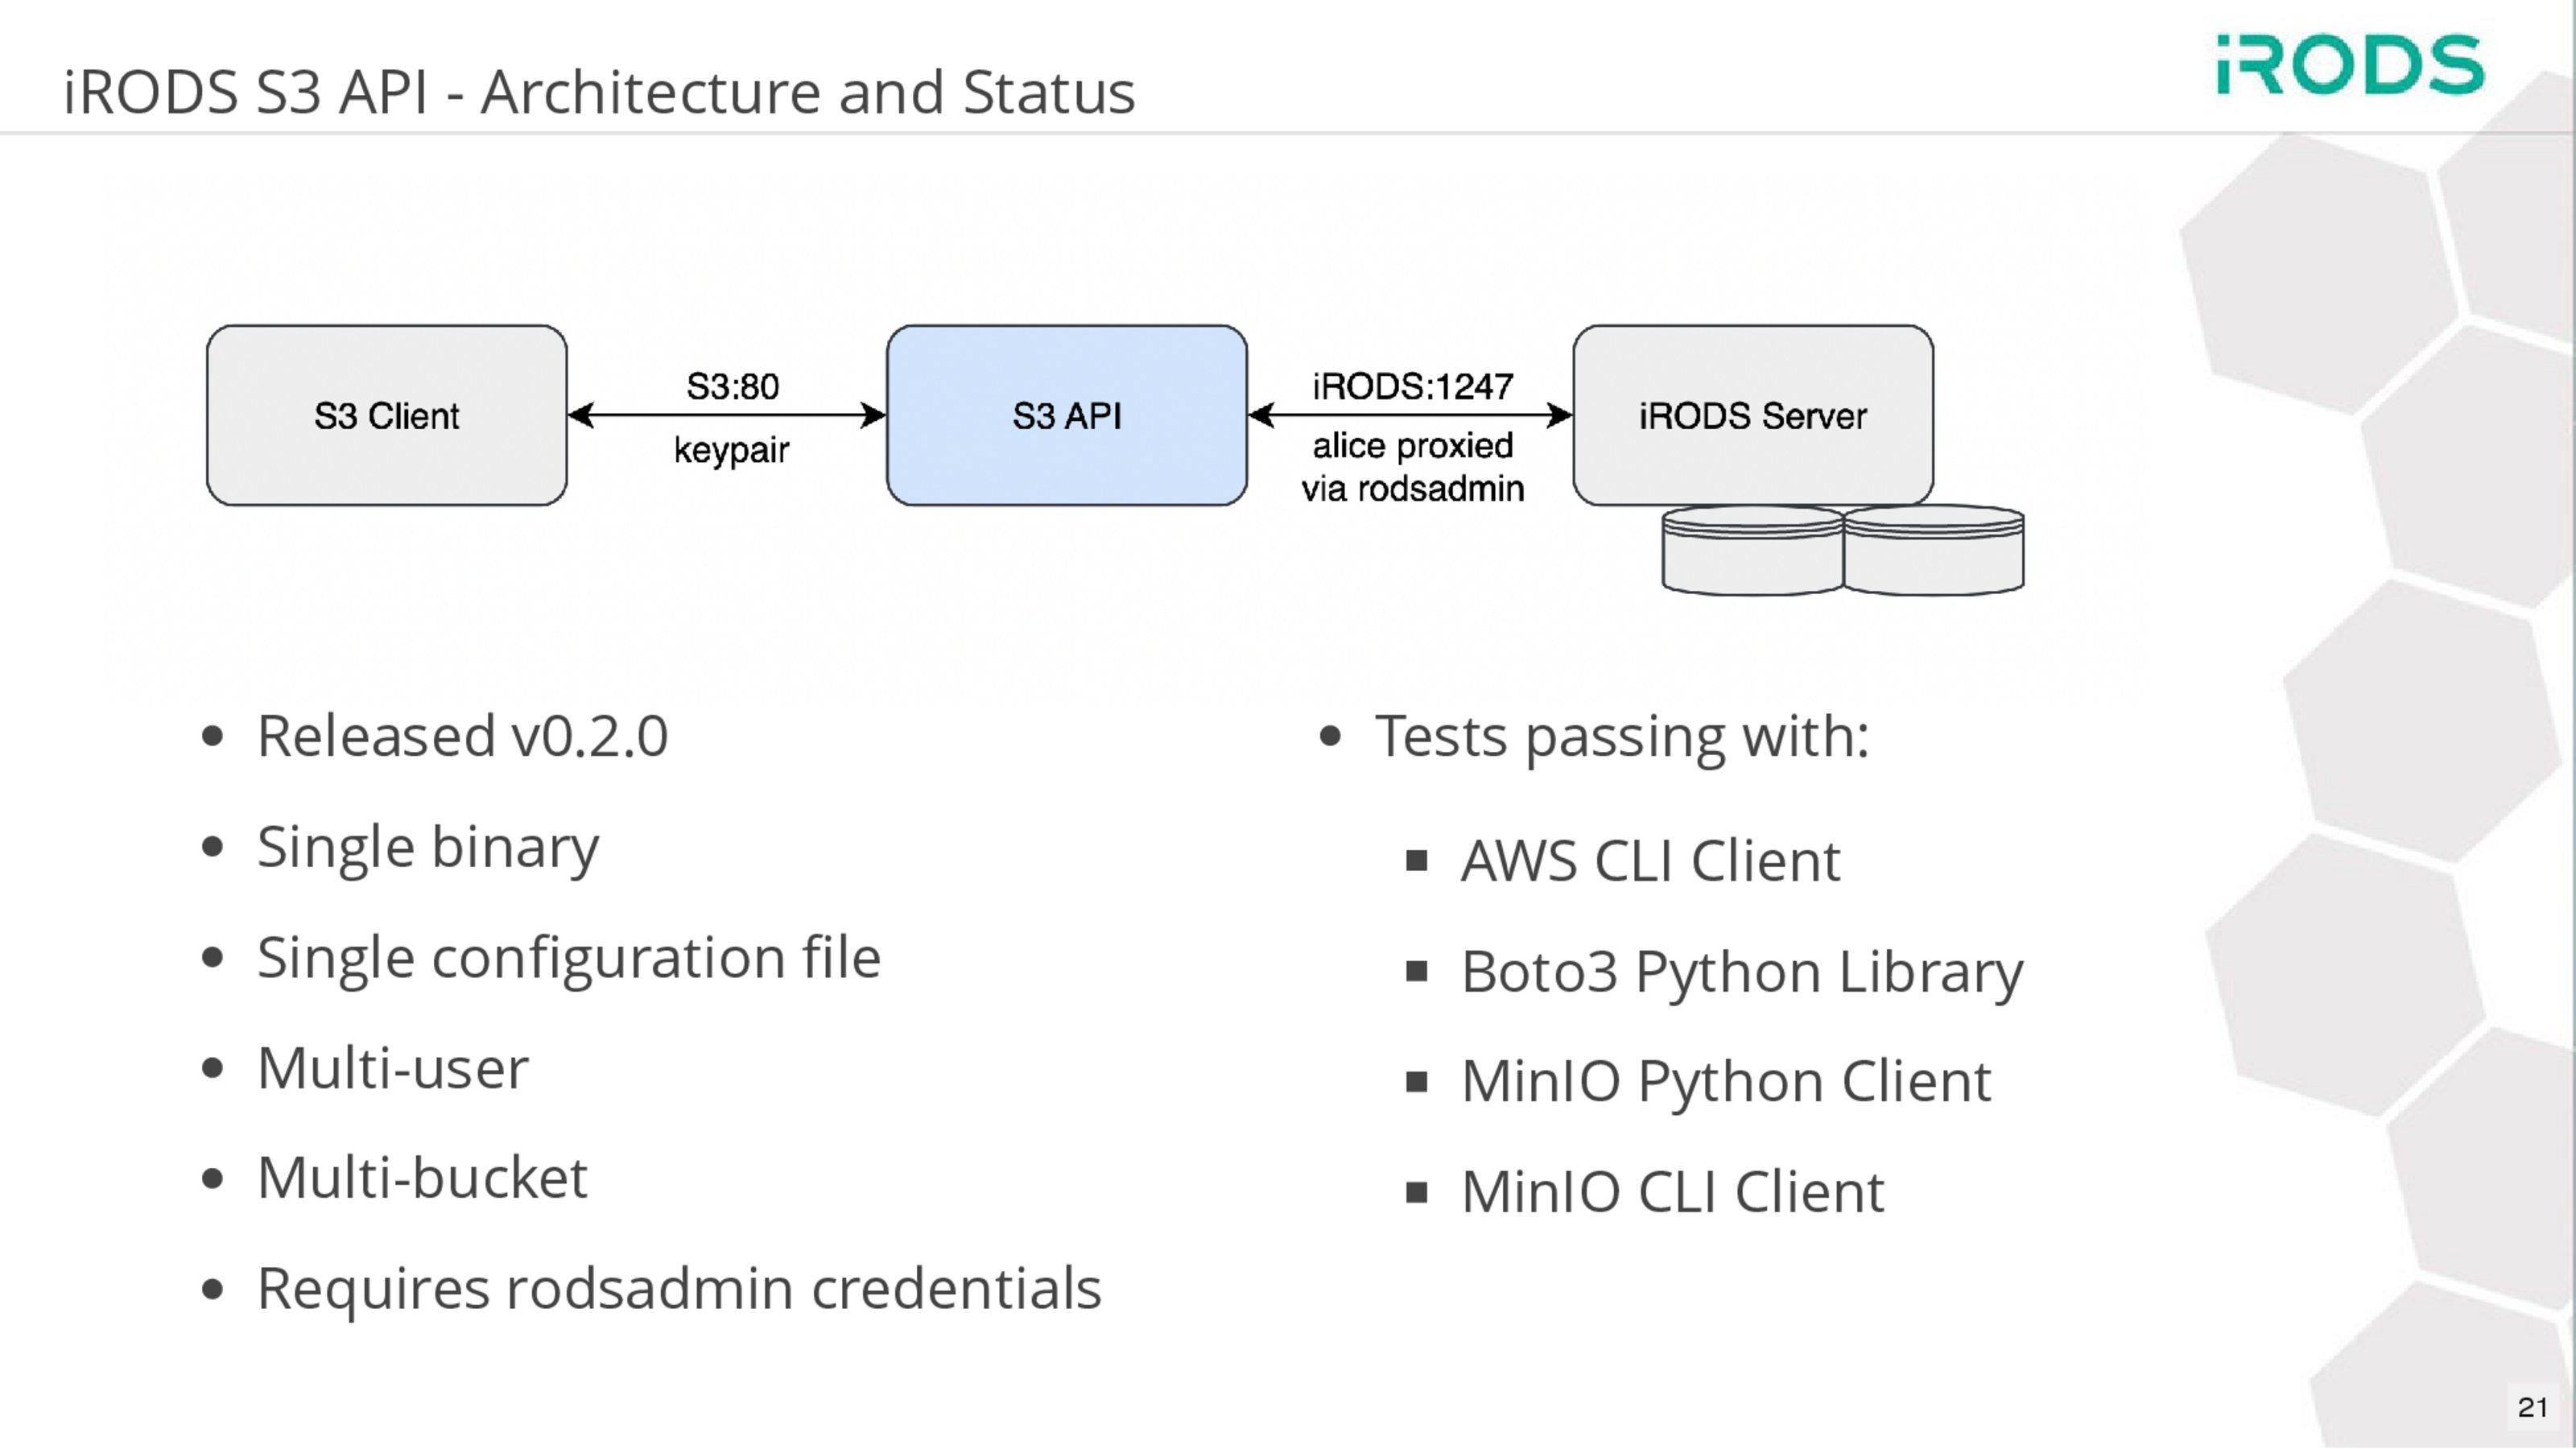 iRODS S3 API - Architecture and Status
iRODS
S3 Client
S3:80
keypair
S3 API
iRODS:1247
alice proxied
via rodsadmin
iRODS Server
• Released v0.2.0
• Single binary
• Single configuration file
• Multi-user
• Multi-bucket
• Requires rodsadmin credentials
• Tests passing with:
▪ AWS CLI Client
▪ Boto3 Python Library
▪ MinIO Python Client
▪ MinIO CLI Client
21